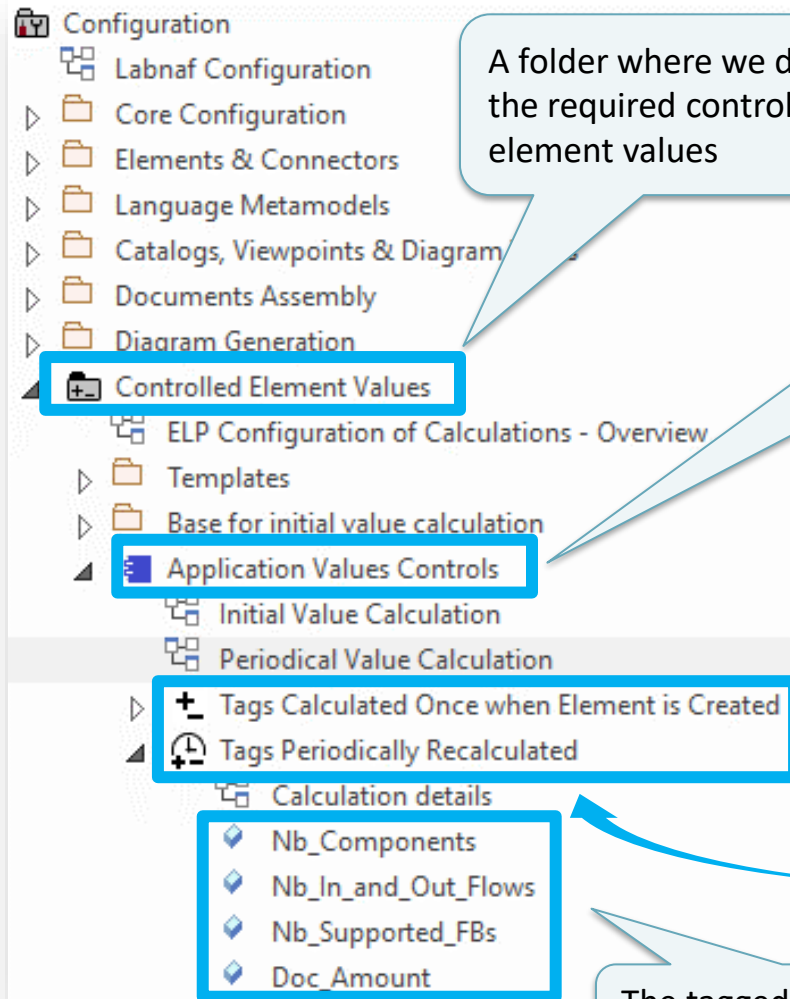 Configuration
Labnaf Configuration
Core Configuration
Elements & Connectors
Language Metamodels
Catalogs, Viewpoints & Diagram
Documents Assembly
Diagram Generation
Controlled Element Values
ELP Configuration of Calculations - Overview
Templates
Base for initial value calculation
Application Values Controls
Initial Value Calculation
Periodical Value Calculation
Tags Calculated Once when Element is Created
Tags Periodically Recalculated
Calculation details
Nb_Components
Nb_In_and_Out_Flows
Nb_Supported_FBs
Doc_Amount
A folder where we d
the required control
element values
The tagged